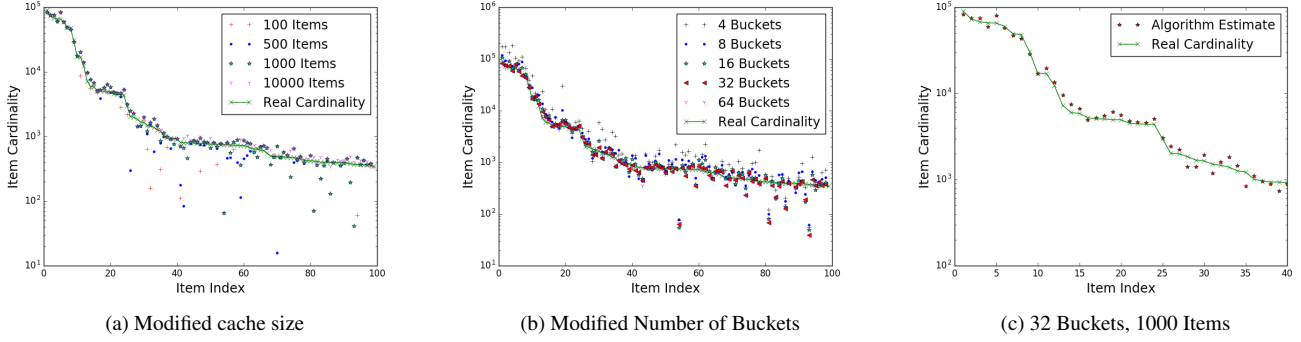 10^5
10^4
10^3
10^2
10^1
0
20
40
60
80
100
Item Cardinality
Item Index
100 Items
500 Items
1000 Items
10000 Items
Real Cardinality
(a) Modified cache size
10^6
10^5
10^4
10^3
10^2
10^1
0
20
40
60
80
100
Item Cardinality
Item Index
4 Buckets
8 Buckets
16 Buckets
32 Buckets
64 Buckets
Real Cardinality
(b) Modified Number of Buckets
10^5
10^4
10^3
10^2
0
5
10
15
20
25
30
35
40
Item Cardinality
Item Index
Algorithm Estimate
Real Cardinality
(c) 32 Buckets, 1000 Items